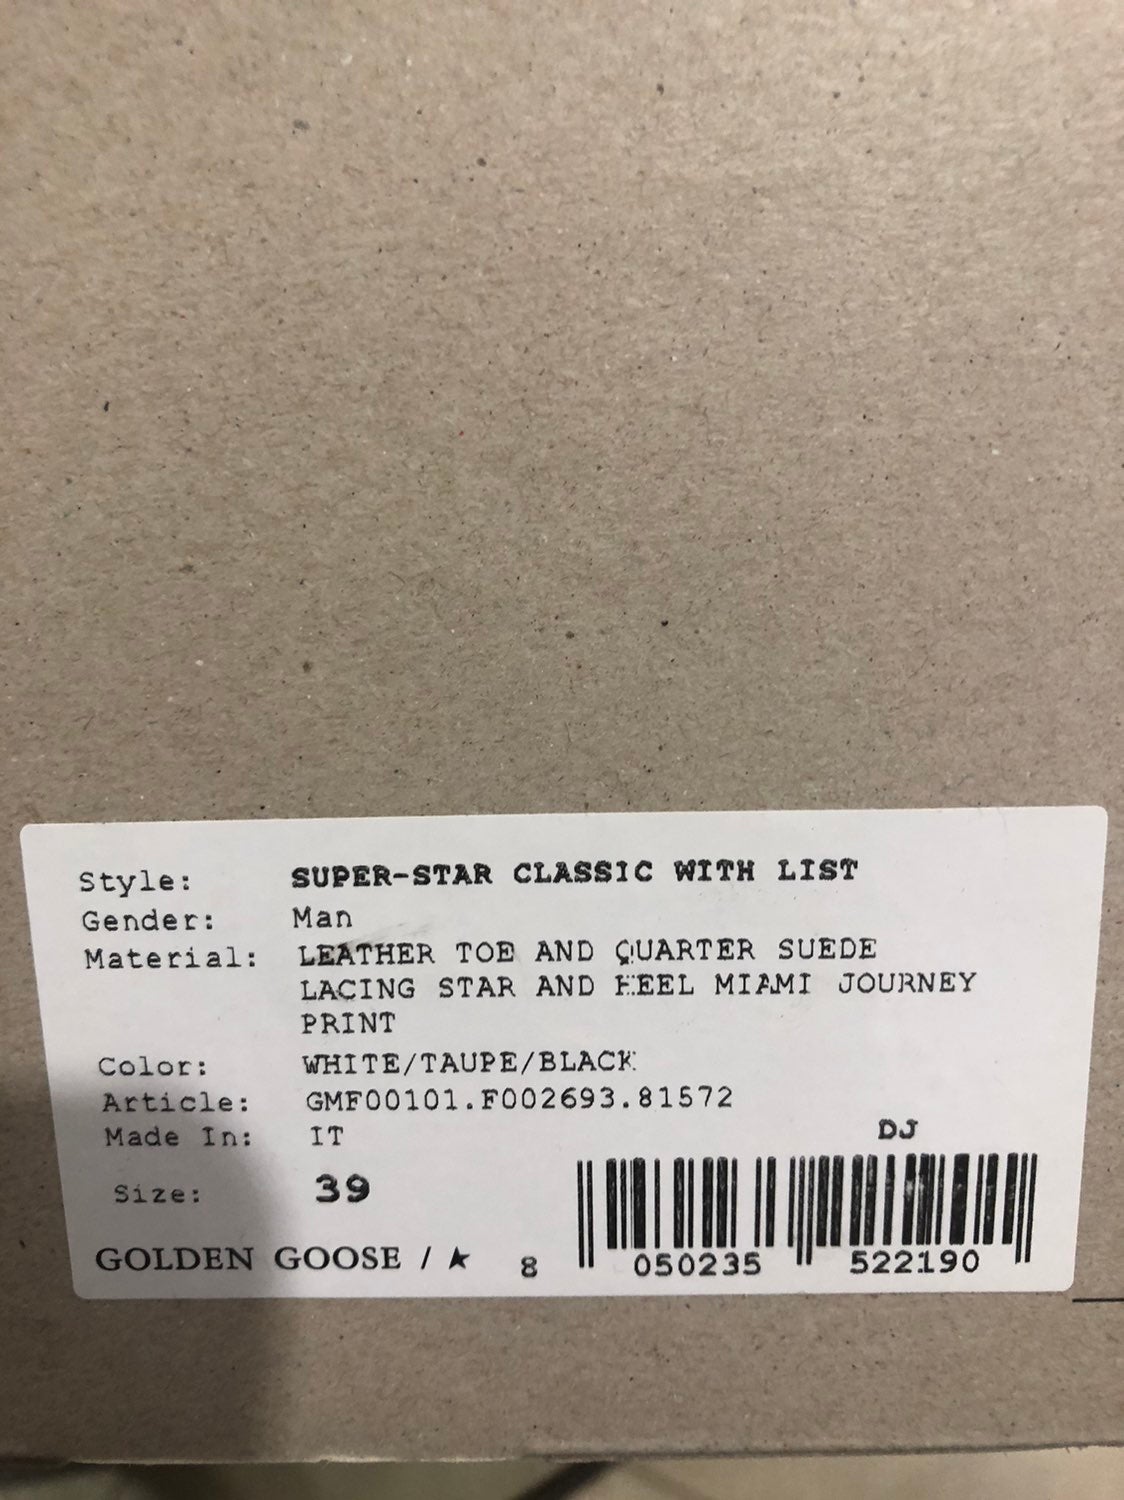 Style: SUPER-STAR CLASSIC WITH LIST
Gender: Man
Material: LEATHER TOE AND QUARTER SUEDE
LACING STAR AND HEEL MIAMI JOURNEY
PRINT
Color: WHITE/TAUPE/BLACK
Article: GMF00101.F002693.81572
Made In: IT
DJ
Size: 39
GOLDEN GOOSE / ★
8 050235 522190